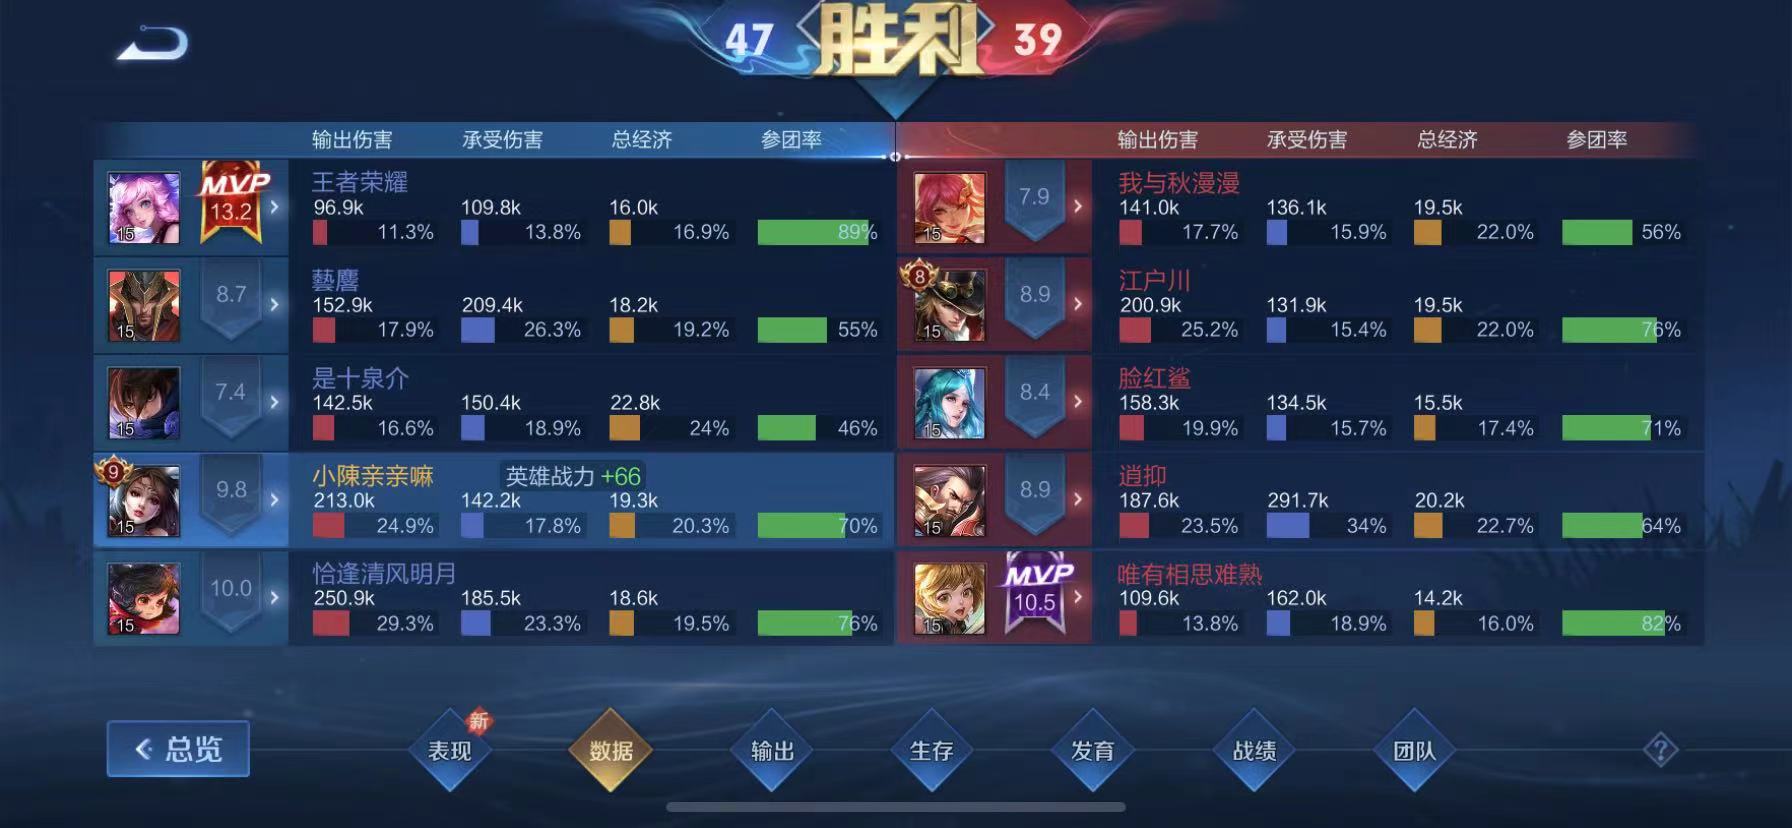 47 胜利 39
输出伤害 承受伤害 总经济 参团率 输出伤害 承受伤害 总经济 参团率
MVP 13.2 15 王者荣耀
96.9k 109.8k 16.0k
11.3% 13.8% 16.9% 89%
7.9 15 我与秋漫漫
141.0k 136.1k 19.5k
17.7% 15.9% 22.0% 56%
8.7 15 藝麐
152.9k 209.4k 18.2k
17.9% 26.3% 19.2% 55%
8 8.9 15 江户川
200.9k 131.9k 19.5k
25.2% 15.4% 22.0% 76%
7.4 15 是十泉介
142.5k 150.4k 22.8k
16.6% 18.9% 24% 46%
8.4 15 脸红鲨
158.3k 134.5k 15.5k
19.9% 15.7% 17.4% 71%
9 9.8 15 小陳亲亲嘛 英雄战力 +66
213.0k 142.2k 19.3k
24.9% 17.8% 20.3% 70%
8.9 15 逍抑
187.6k 291.7k 20.2k
23.5% 34% 22.7% 64%
10.0 15 恰逢清风明月
250.9k 185.5k 18.6k
29.3% 23.3% 19.5% 76%
MVP 10.5 15 唯有相思难熟
109.6k 162.0k 14.2k
13.8% 18.9% 16.0% 82%
总览 表现 新 数据 输出 生存 发育 战绩 团队 ?